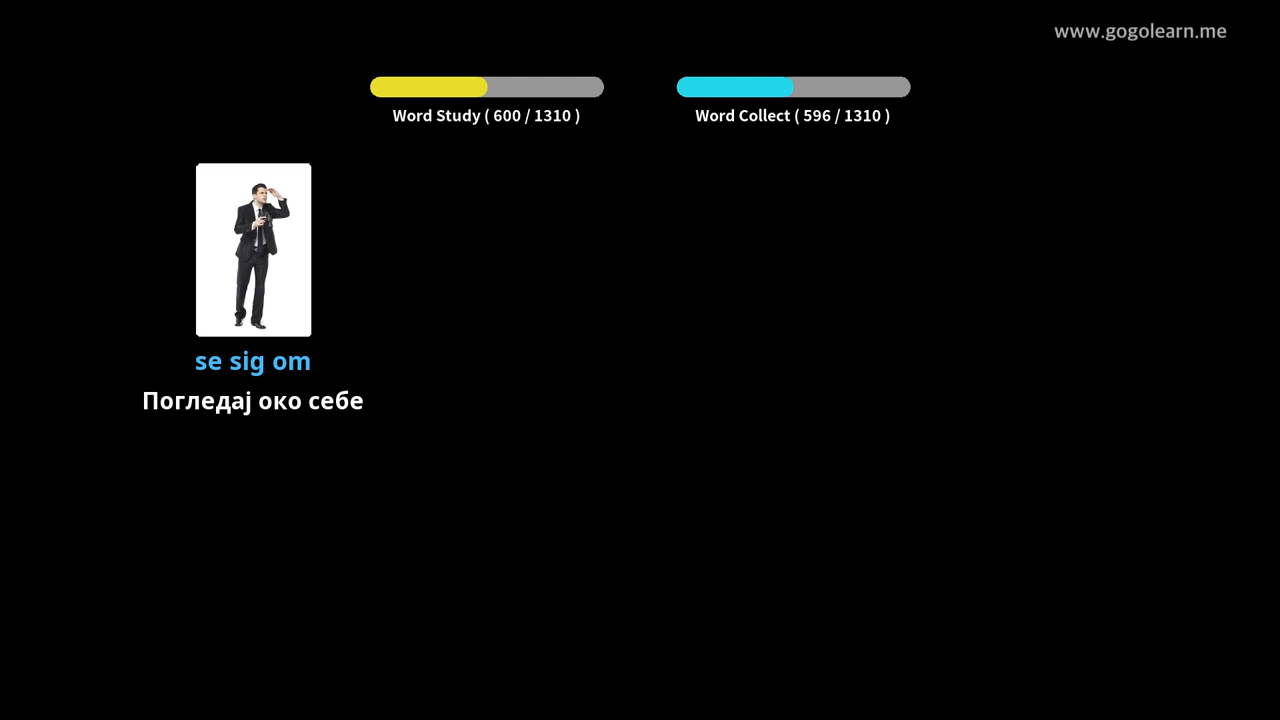 www.gogolearn.me
Word Study ( 600 / 1310 )
Word Collect ( 596 / 1310 )
se sig om
Погледај око себе